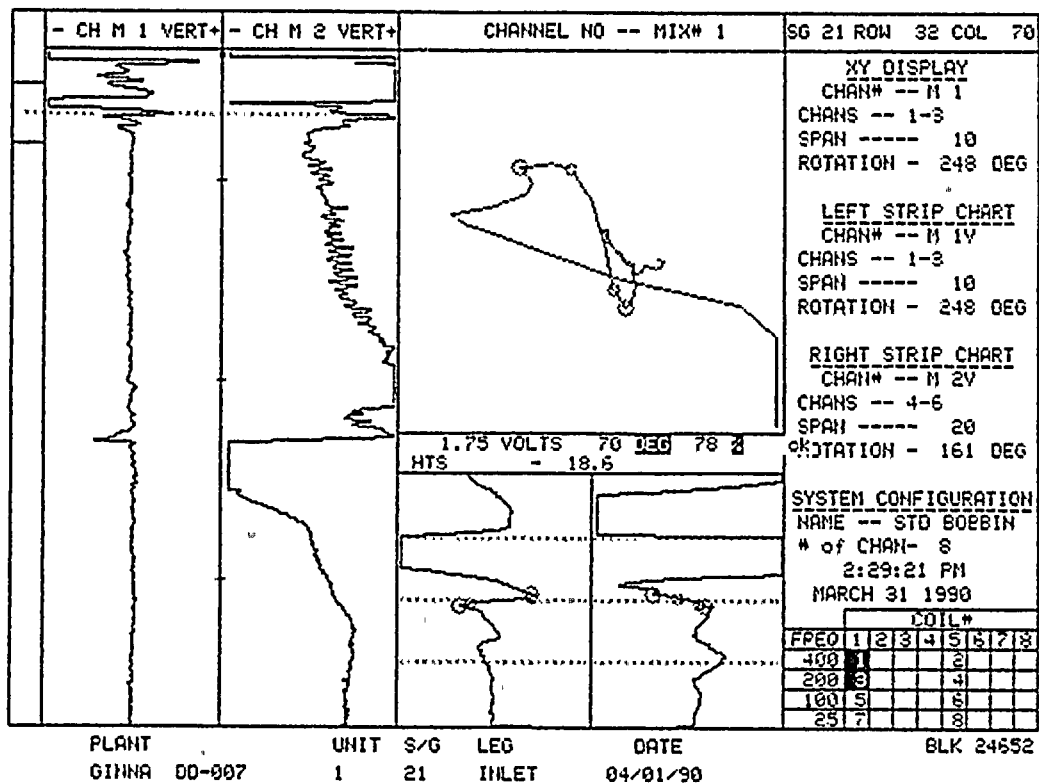 - CH M 1 VERT+
- CH M 2 VERT+
CHANNEL NO -- MIX# 1
SG 21 ROW 32 COL 70
XY DISPLAY
CHAN# -- M 1
CHANS -- 1-3
SPAN ----- 10
ROTATION - 248 DEG
LEFT STRIP CHART
CHAN# -- M 1V
CHANS -- 1-3
SPAN ----- 10
ROTATION - 248 DEG
RIGHT STRIP CHART
CHAN# -- M 2V
CHANS -- 4-6
SPAN ----- 20
ROTATION - 161 DEG
1.75 VOLTS 70 DEG 78 %
HTS - 18.6
SYSTEM CONFIGURATION
NAME -- STD BOBBIN
# of CHAN- 8
2:29:21 PM
MARCH 31 1990
COIL#
FREQ 1 2 3 4 5 6 7 8
400 1 2
200 3 4
100 5 6
25 7 8
PLANT UNIT S/G LEG DATE BLK 24652
GINNA DD-007 1 21 INLET 04/01/90